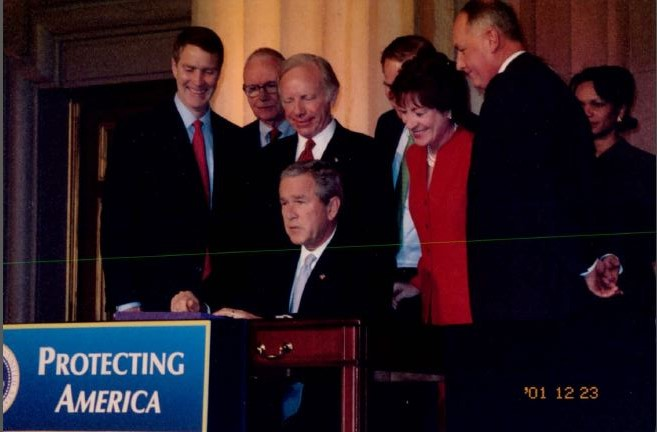 PROTECTING
AMERICA
'01 12 23